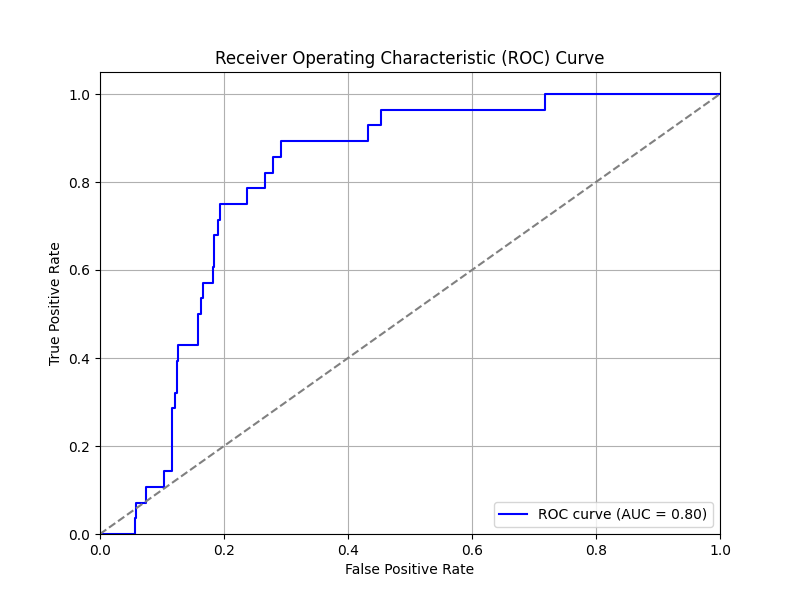 Receiver Operating Characteristic (ROC) Curve
True Positive Rate
1.0
0.8
0.6
0.4
0.2
0.0
ROC curve (AUC = 0.80)
0.0 0.2 0.4 0.6 0.8 1.0
False Positive Rate